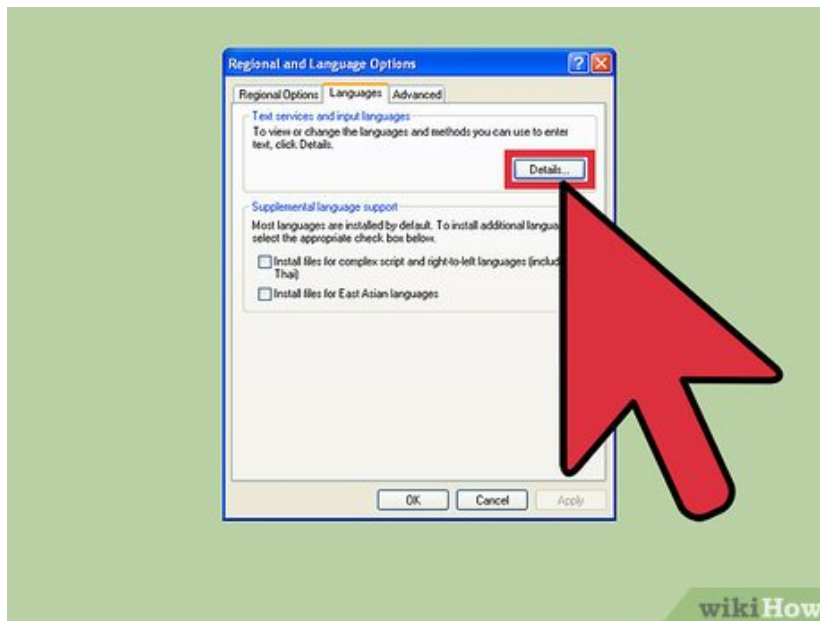 Regional and Language Options
Regional Options Languages Advanced
Text services and input languages
To view or change the languages and methods you can use to enter
text, click Details.
Details...
Supplemental language support
Most languages are installed by default. To install additional
select the appropriate check box below.
Install files for complex script and right-to-left languages
Thai)
Install files for East Asian languages
OK Cancel Apply
wikiHow